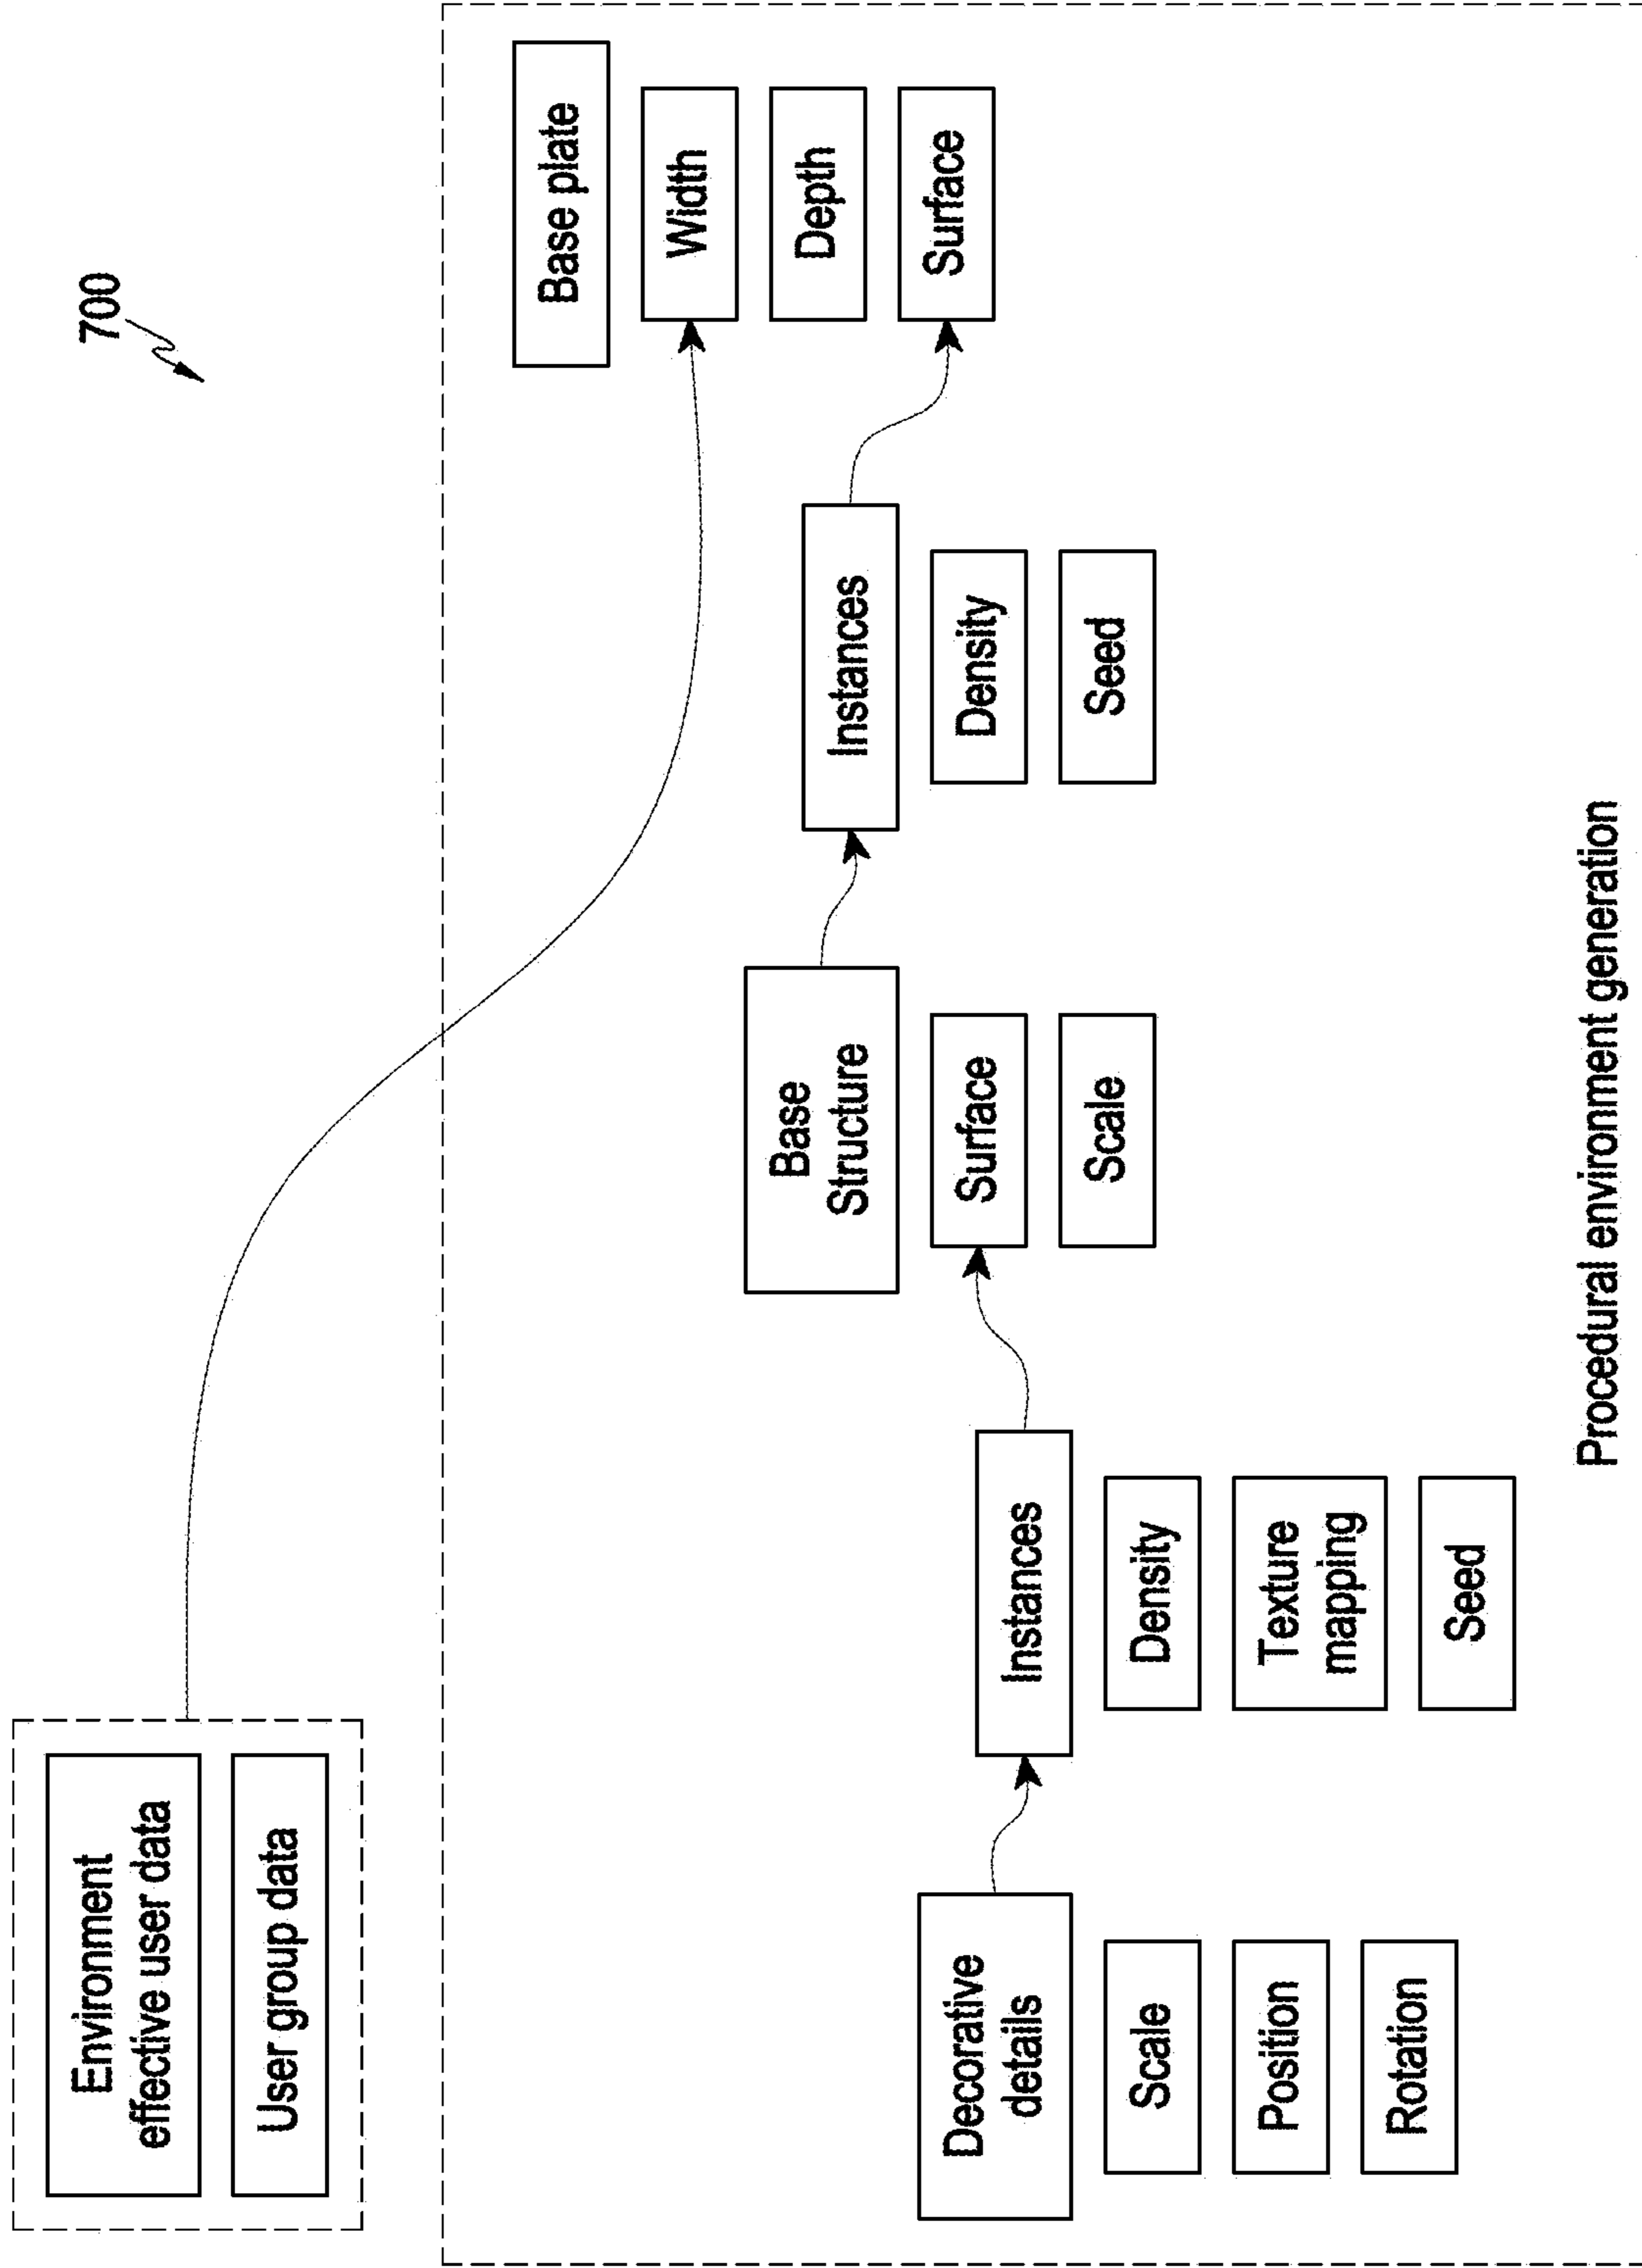 700
Environment
effective user data
User group data
Decorative
details
Scale
Position
Rotation
Instances
Density
Texture
mapping
Seed
Base
Structure
Surface
Scale
Instances
Density
Seed
Base plate
Width
Depth
Surface
Procedural environment generation